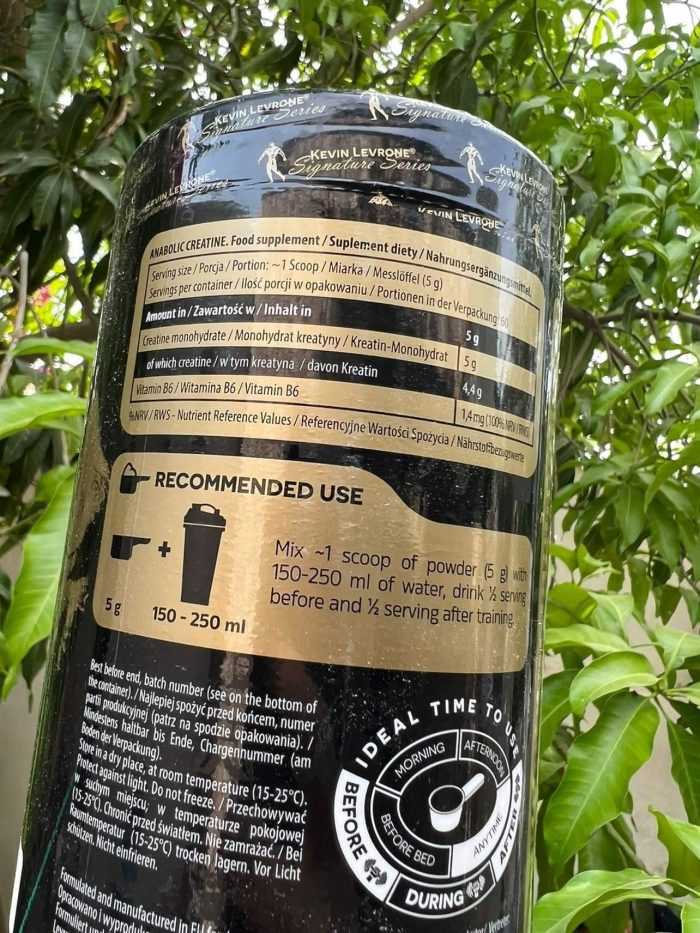 KEVIN LEVRONE®
Signature Series
Signature Se
KEVIN LEVRONE®
Signature Series
KEVIN LEVRONE
Signature
KEVIN LEVRONE®
Series
KEVIN LEVRONE
ANABOLIC CREATINE. Food supplement / Suplement diety / Nahrungsergänzungsmittel.
Serving size / Porcja / Portion: ~1 Scoop / Miarka / Messlöffel (5 g)
Servings per container / Ilość porcji w opakowaniu / Portionen in der Verpackung: 60
Amount in / Zawartość w / Inhalt in 5 g
Creatine monohydrate / Monohydrat kreatyny / Kreatin-Monohydrat 5 g
of which creatine / w tym kreatyna / davon Kreatin 4,4 g
Vitamin B6 / Witamina B6 / Vitamin B6 1,4 mg (100% NRV / RWS)
%NRV / RWS - Nutrient Reference Values / Referencyjne Wartości Spożycia / Nährstoffbezugswerte
RECOMMENDED USE
+
5 g
150 - 250 ml
Mix ~1 scoop of powder (5 g) with
150-250 ml of water, drink ½ serving
before and ½ serving after training.
Best before end, batch number (see on the bottom of
the container). / Najlepiej spożyć przed końcem, numer
partii produkcyjnej (patrz na spodzie opakowania). /
Mindestens haltbar bis Ende, Chargennummer (am
Boden der Verpackung).
Store in a dry place, at room temperature (15-25°C).
Protect against light. Do not freeze. / Przechowywać
w suchym miejscu, w temperaturze pokojowej
(15-25°C). Chronić przed światłem. Nie zamrażać. / Bei
Raumtemperatur (15-25°C) trocken lagern. Vor Licht
schützen. Nicht einfrieren.
IDEAL TIME TO USE
MORNING
AFTERNOON
BEFORE BED
ANYTIME
BEFORE
DURING
AFTER
Formulated and manufactured in EU
Opracowano i wyprodu
Formuliert